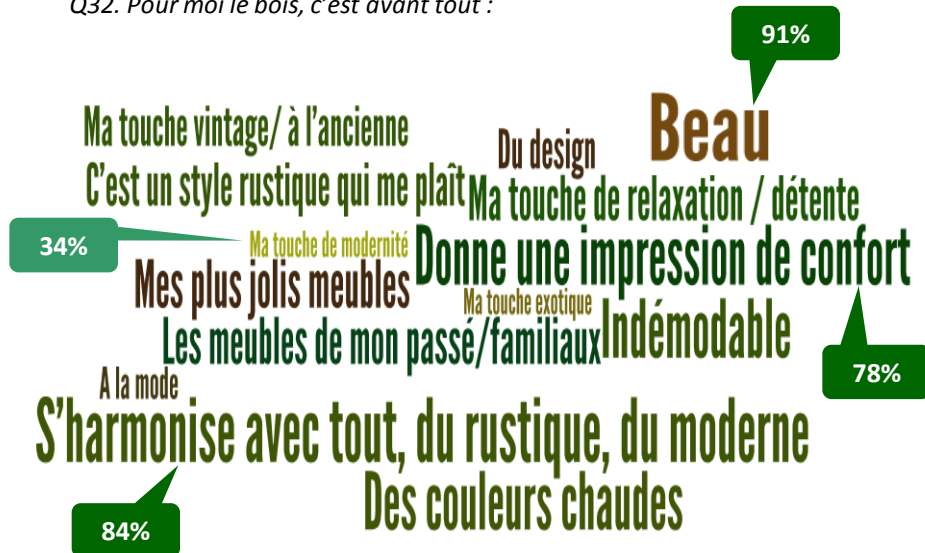 Q32. Pour moi le bois, c'est avant tout :
91%
Beau
Ma touche vintage/ à l'ancienne
Du design
C'est un style rustique qui me plaît
Ma touche de relaxation / détente
34%
Ma touche de modernité
Donne une impression de confort
Mes plus jolis meubles
Ma touche exotique
Les meubles de mon passé/familiaux
Indémodable
78%
A la mode
S'harmonise avec tout, du rustique, du moderne
Des couleurs chaudes
84%